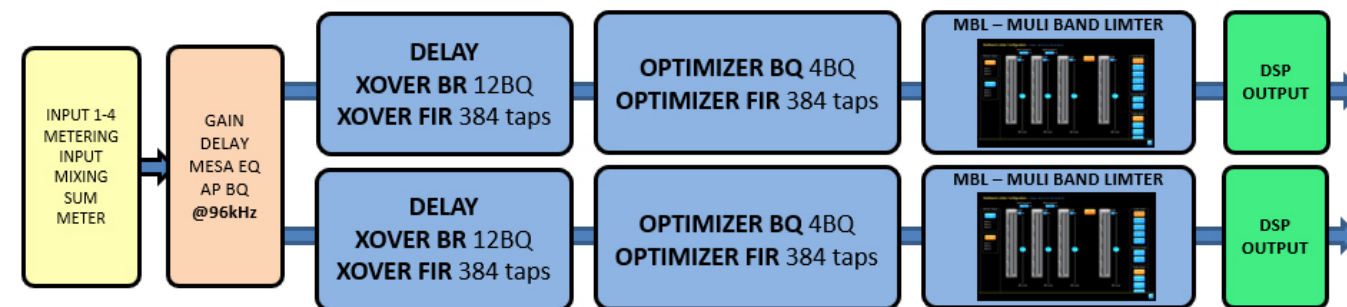 INPUT 1-4
METERING
INPUT
MIXING
SUM
METER
GAIN
DELAY
MESA EQ
AP BQ
@96kHz
DELAY
XOVER BR 12BQ
XOVER FIR 384 taps
OPTIMIZER BQ 4BQ
OPTIMIZER FIR 384 taps
MBL – MULI BAND LIMTER
DSP
OUTPUT
DELAY
XOVER BR 12BQ
XOVER FIR 384 taps
OPTIMIZER BQ 4BQ
OPTIMIZER FIR 384 taps
MBL – MULI BAND LIMTER
DSP
OUTPUT